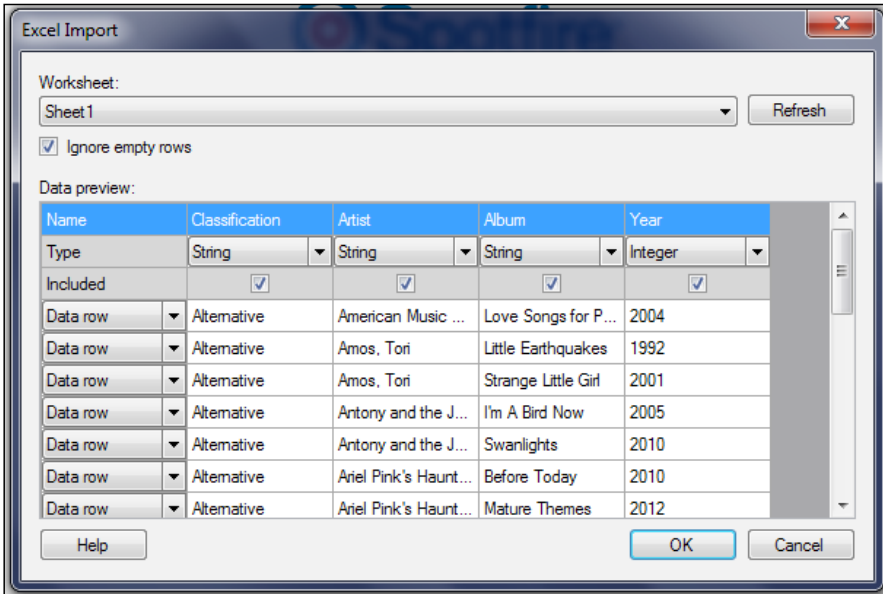 Spotfire
Excel Import
Worksheet:
Sheet1
Refresh
Ignore empty rows
Data preview:
Name Classification Artist Album Year
Type String String String Integer
Included
Data row Alternative American Music ... Love Songs for P... 2004
Data row Alternative Amos, Tori Little Earthquakes 1992
Data row Alternative Amos, Tori Strange Little Girl 2001
Data row Alternative Antony and the J... I'm A Bird Now 2005
Data row Alternative Antony and the J... Swanlights 2010
Data row Alternative Ariel Pink's Haunt... Before Today 2010
Data row Alternative Ariel Pink's Haunt... Mature Themes 2012
Help OK Cancel